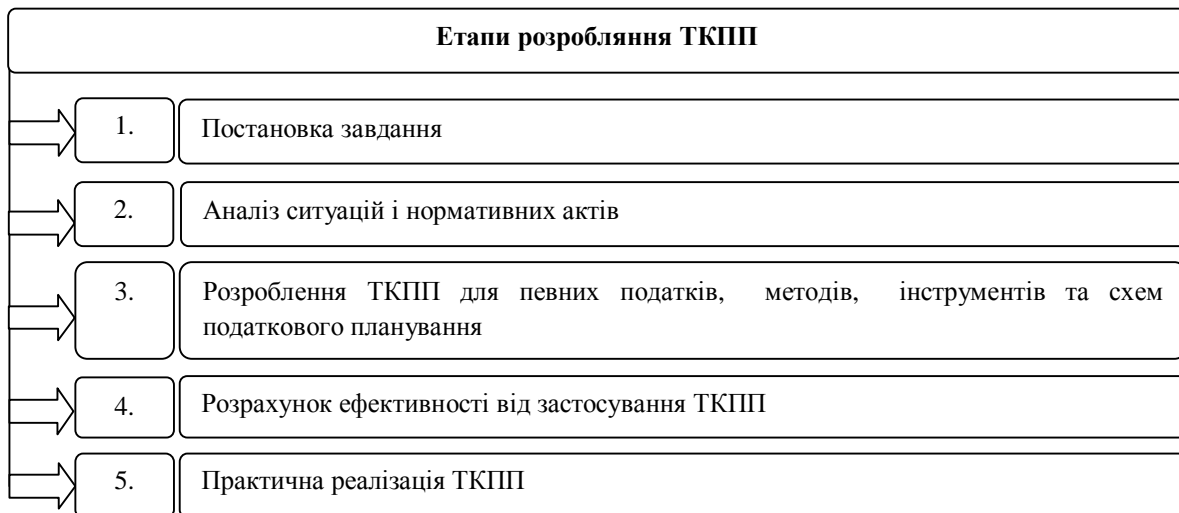 Етапи розробляння ТКПП
1. Постановка завдання
2. Аналіз ситуацій і нормативних актів
3. Розроблення ТКПП для певних податків, методів, інструментів та схем
податкового планування
4. Розрахунок ефективності від застосування ТКПП
5. Практична реалізація ТКПП